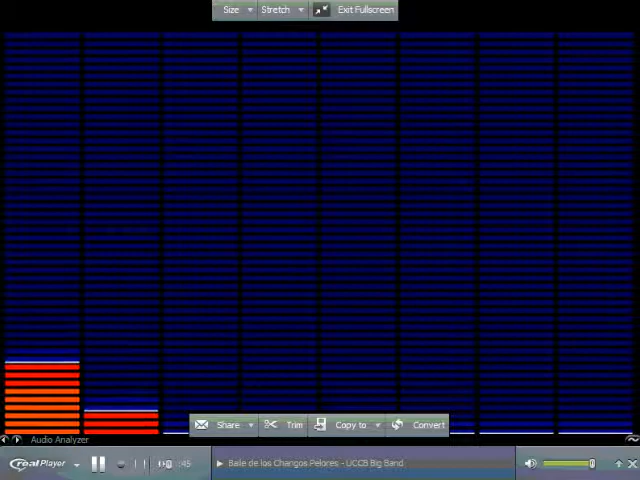 Size Stretch Exit Fullscreen
Share Trim Copy to Convert
Audio Analyzer
realPlayer :45 Baile de los Changos Pelores - UCCB Big Band